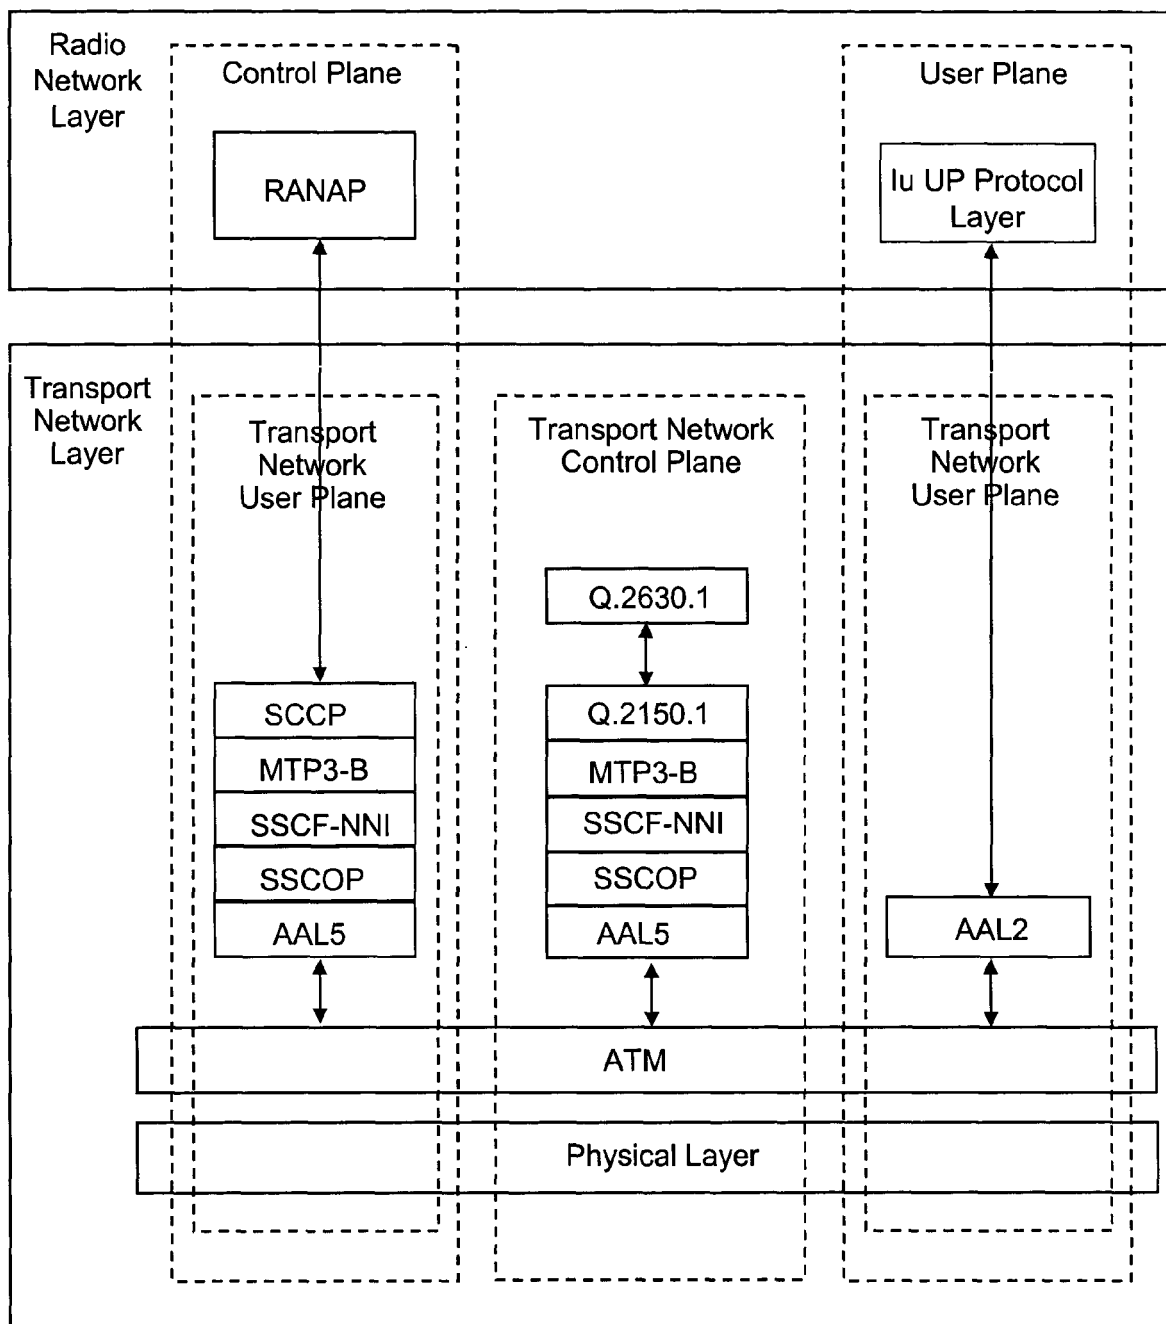 Radio
Network
Layer
Control Plane
User Plane
RANAP
Iu UP Protocol
Layer
Transport
Network
Layer
Transport
Network
User Plane
Transport Network
Control Plane
Transport
Network
User Plane
Q.2630.1
SCCP
MTP3-B
SSCF-NNI
SSCOP
AAL5
Q.2150.1
MTP3-B
SSCF-NNI
SSCOP
AAL5
AAL2
ATM
Physical Layer